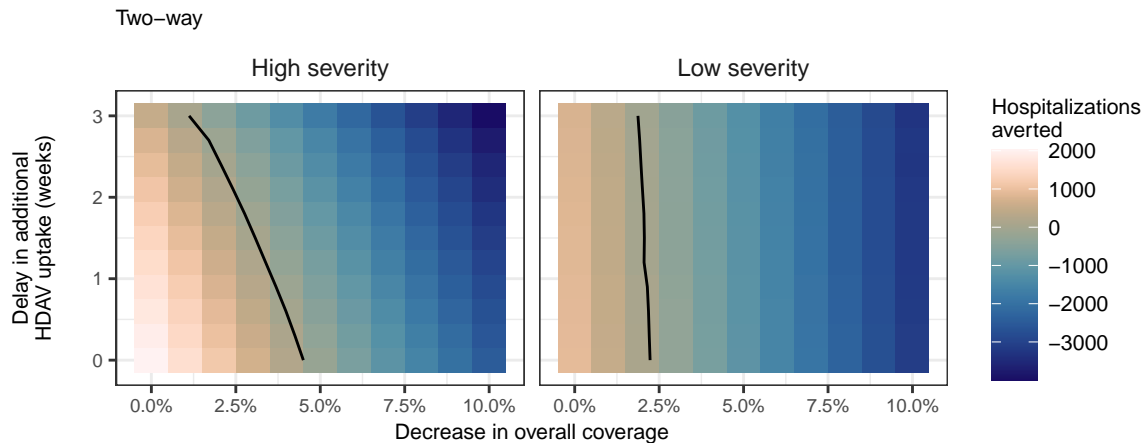 Two−way
High severity
Low severity
Delay in additional
HDAV uptake (weeks)
3
2
1
0
0.0%
2.5%
5.0%
7.5%
10.0%
0.0%
2.5%
5.0%
7.5%
10.0%
Decrease in overall coverage
Hospitalizations
averted
2000
1000
0
−1000
−2000
−3000